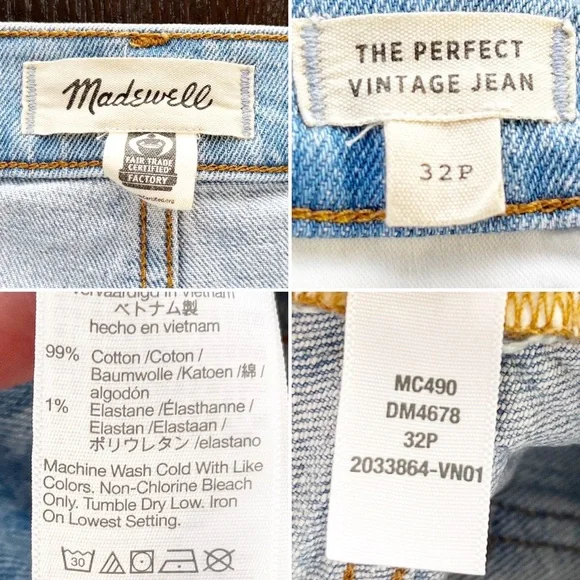 Madewell
FAIR TRADE
CERTIFIED
FACTORY
THE PERFECT
VINTAGE JEAN
32P
vervaardigd in Vietnam
ベトナム製
hecho en vietnam
99% Cotton /Coton /
Baumwolle /Katoen /綿 /
algodón
1% Elastane /Élasthanne /
Elastan /Elastaan /
ポリウレタン /elastano
Machine Wash Cold With Like
Colors. Non-Chlorine Bleach
Only. Tumble Dry Low. Iron
On Lowest Setting.
30
MC490
DM4678
32P
2033864-VN01